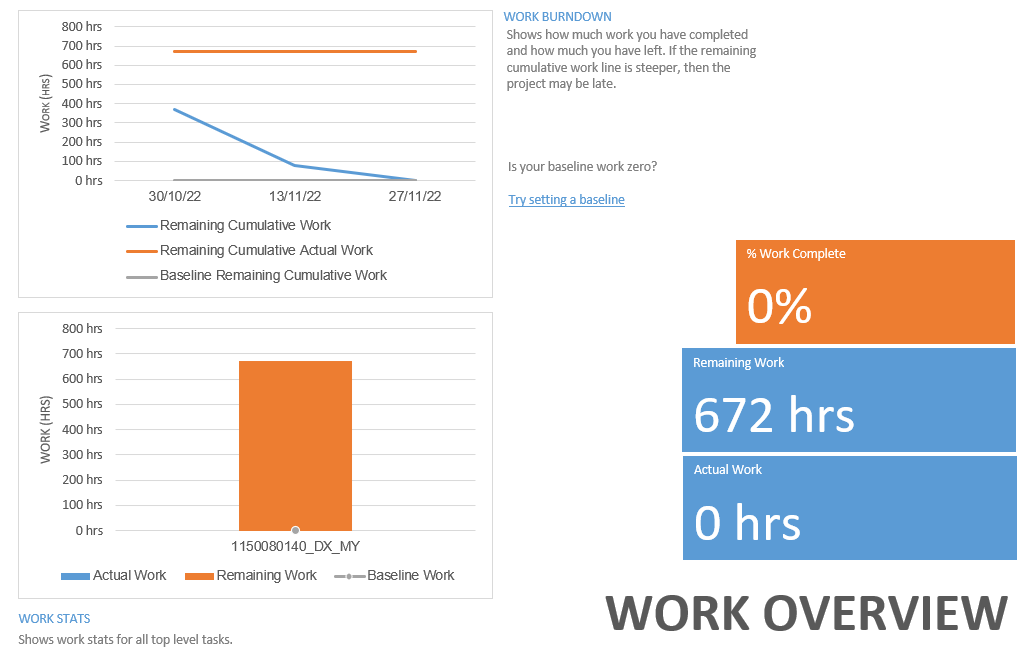 800 hrs
700 hrs
600 hrs
500 hrs
400 hrs
300 hrs
200 hrs
100 hrs
0 hrs
WORK (HRS)
30/10/22 13/11/22 27/11/22
Remaining Cumulative Work
Remaining Cumulative Actual Work
Baseline Remaining Cumulative Work
WORK BURNDOWN
Shows how much work you have completed
and how much you have left. If the remaining
cumulative work line is steeper, then the
project may be late.
Is your baseline work zero?
Try setting a baseline
% Work Complete
0%
Remaining Work
672 hrs
Actual Work
0 hrs
800 hrs
700 hrs
600 hrs
500 hrs
400 hrs
300 hrs
200 hrs
100 hrs
0 hrs
WORK (HRS)
1150080140_DX_MY
Actual Work Remaining Work Baseline Work
WORK STATS
Shows work stats for all top level tasks.
WORK OVERVIEW